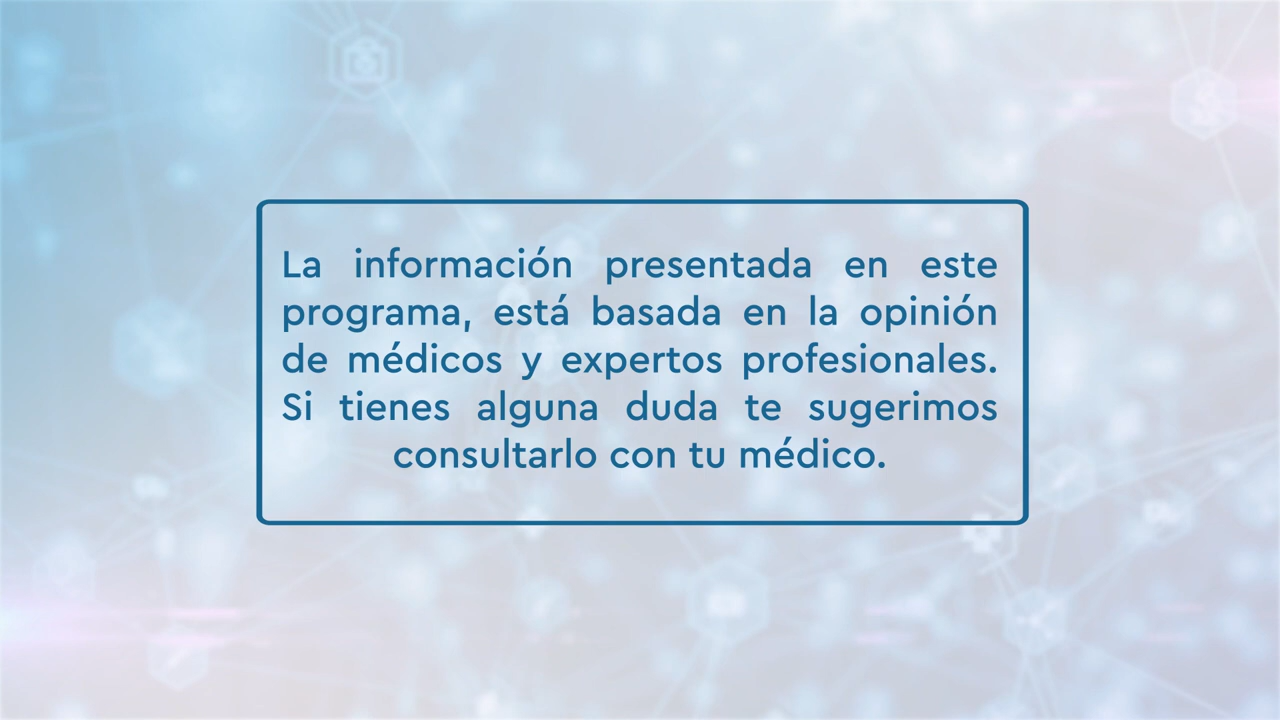 La información presentada en este
programa, está basada en la opinión
de médicos y expertos profesionales.
Si tienes alguna duda te sugerimos
consultarlo con tu médico.